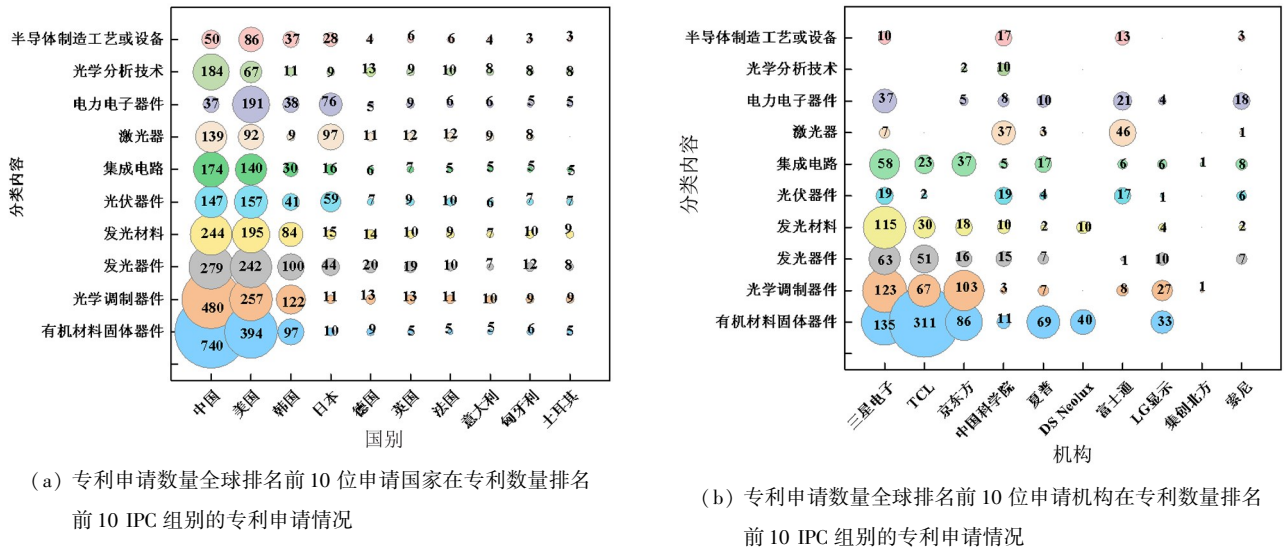 半导体制造工艺或设备 50 86 37 28 4 6 6 4 3 3
光学分析技术 184 67 11 9 13 9 10 8 8 8
电力电子器件 37 191 38 76 5 9 6 6 5 5
激光器 139 92 9 97 11 12 12 9 8
集成电路 174 140 30 16 6 7 5 5 5 5
光伏器件 147 157 41 59 7 9 10 6 7 7
发光材料 244 195 84 15 14 10 9 7 10 9
发光器件 279 242 100 44 20 19 10 7 12 8
光学调制器件 480 257 122 11 13 13 11 10 9 9
有机材料固体器件 740 394 97 10 9 5 5 5 6 5
分类内容
中国 美国 韩国 日本 德国 英国 法国 意大利 匈牙利 土耳其
国别
(a) 专利申请数量全球排名前 10 位申请国家在专利数量排名
前 10 IPC 组别的专利申请情况
半导体制造工艺或设备 10 17 13 3
光学分析技术 2 10
电力电子器件 37 5 8 10 21 4 18
激光器 7 37 3 46 1
集成电路 58 23 37 5 17 6 6 1 8
光伏器件 19 2 19 4 17 1 6
发光材料 115 30 18 10 2 10 4 2
发光器件 63 51 16 15 7 1 10 7
光学调制器件 123 67 103 3 7 8 27 1
有机材料固体器件 135 311 86 11 69 40 33
分类内容
三星电子 TCL 京东方 中国科学院 夏普 DS Neolux 富士通 LG显示 集创北方 索尼
机构
(b) 专利申请数量全球排名前 10 位申请机构在专利数量排名
前 10 IPC 组别的专利申请情况